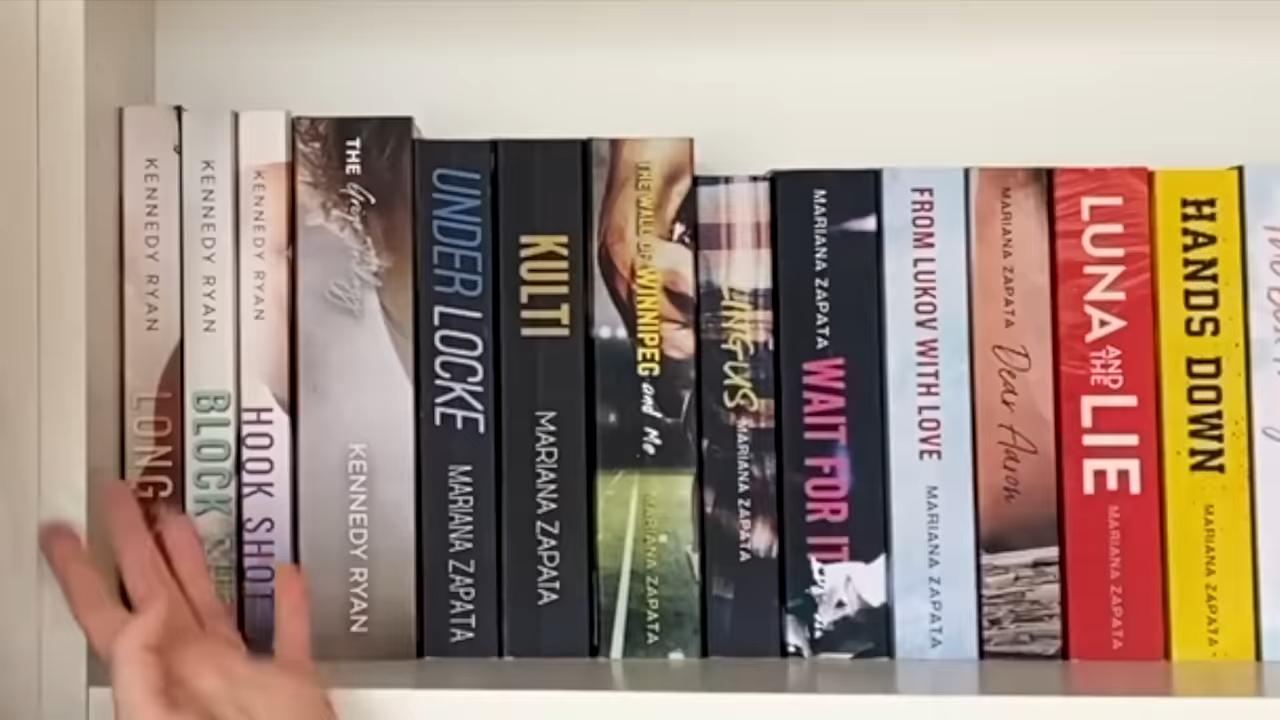 KENNEDY RYAN LONG
KENNEDY RYAN BLOCK
KENNEDY RYAN HOOK SHOT
THE KENNEDY RYAN
UNDER LOCKE MARIANA ZAPATA
KULTI MARIANA ZAPATA
THE WALL OF WINNIPEG and Me MARIANA ZAPATA
LINGUS MARIANA ZAPATA
MARIANA ZAPATA WAIT FOR IT
FROM LUKOV WITH LOVE MARIANA ZAPATA
MARIANA ZAPATA Dear Aaron
LUNA AND THE LIE MARIANA ZAPATA
HANDS DOWN MARIANA ZAPATA